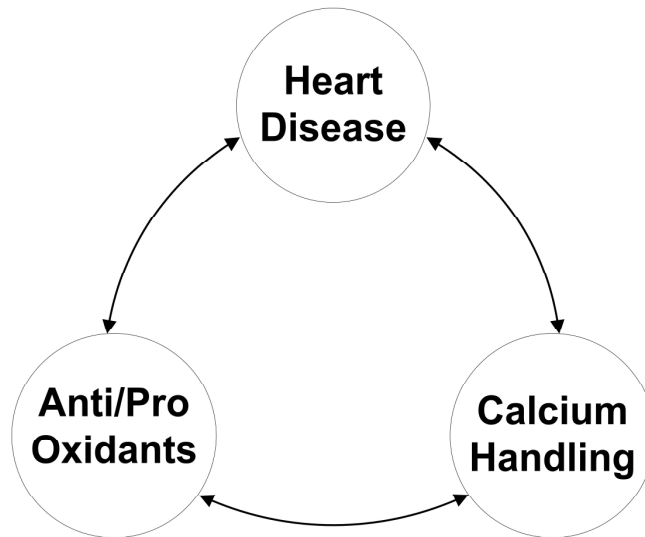 Heart
Disease
Anti/Pro
Oxidants
Calcium
Handling